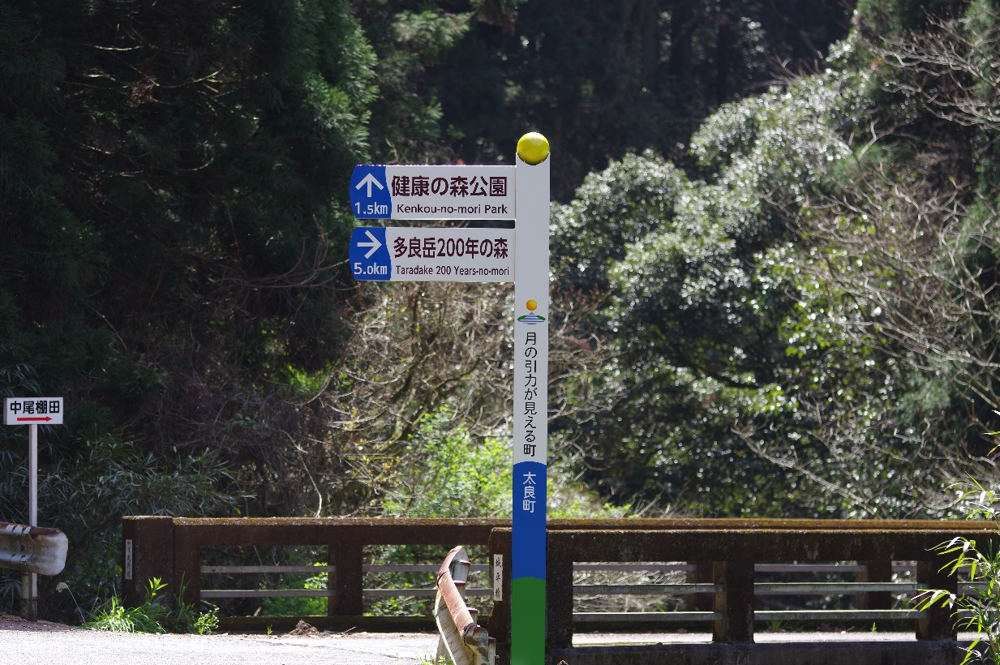 健康の森公園
1.5km
Kenkou-no-mori Park
多良岳200年の森
5.0km
Taradake 200 Years-no-mori
月の引力が見える町
太良町
中尾棚田